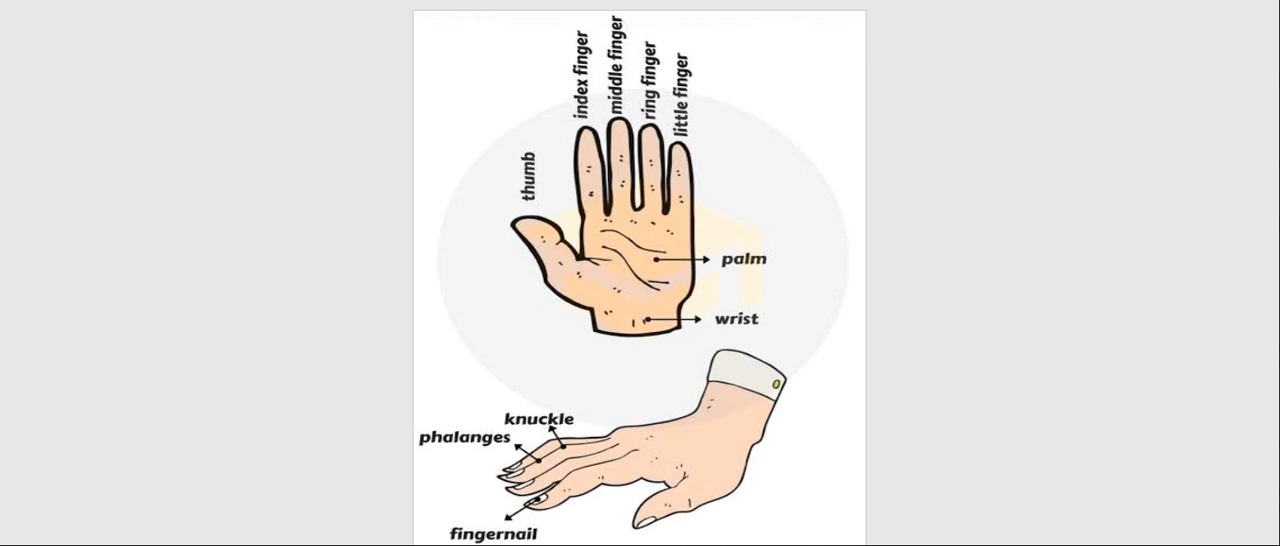 thumb
index finger
middle finger
ring finger
little finger
palm
wrist
knuckle
phalanges
fingernail